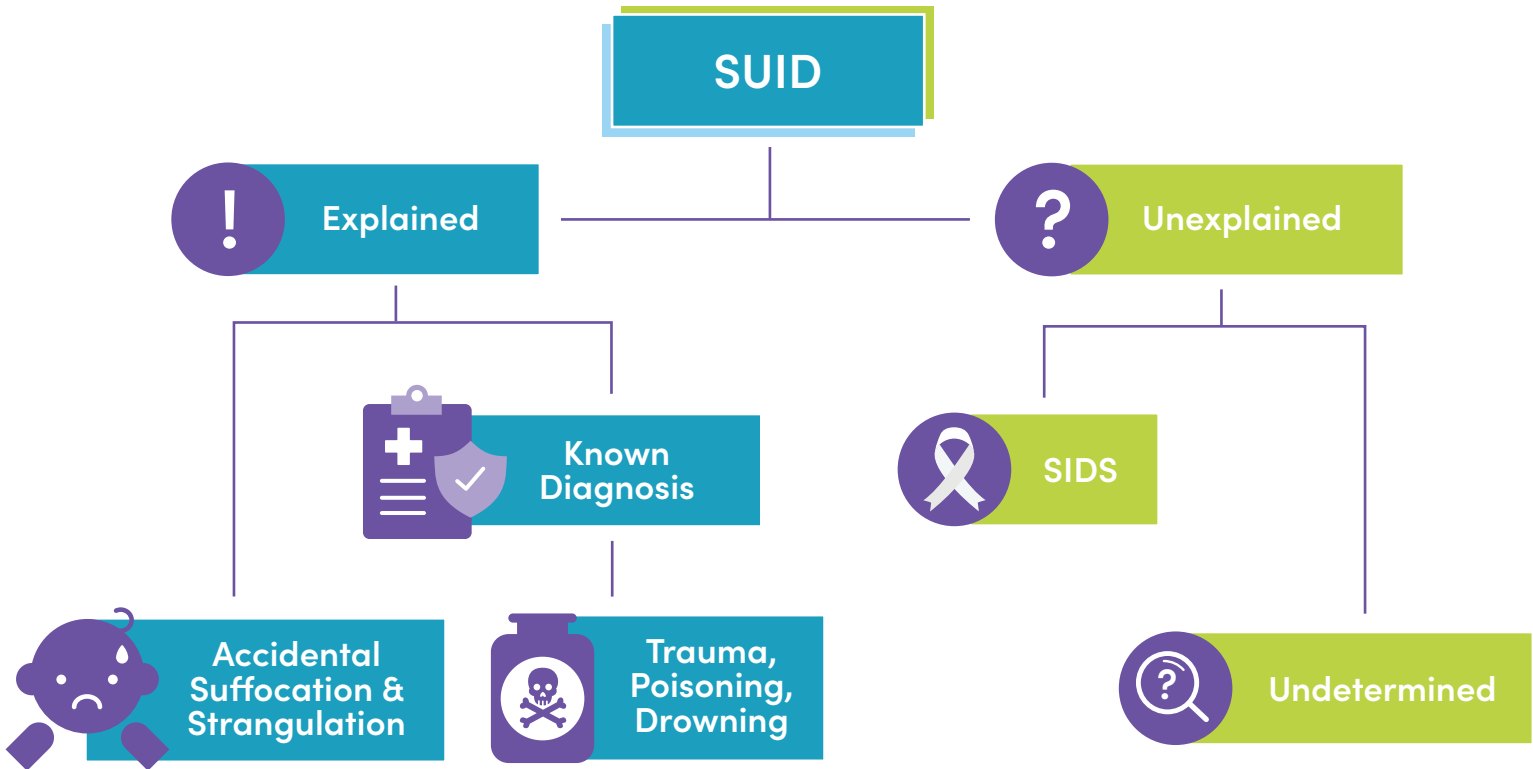 SUID
!
Explained
?
Unexplained
Known
Diagnosis
SIDS
Accidental
Suffocation &
Strangulation
Trauma,
Poisoning,
Drowning
?
Undetermined